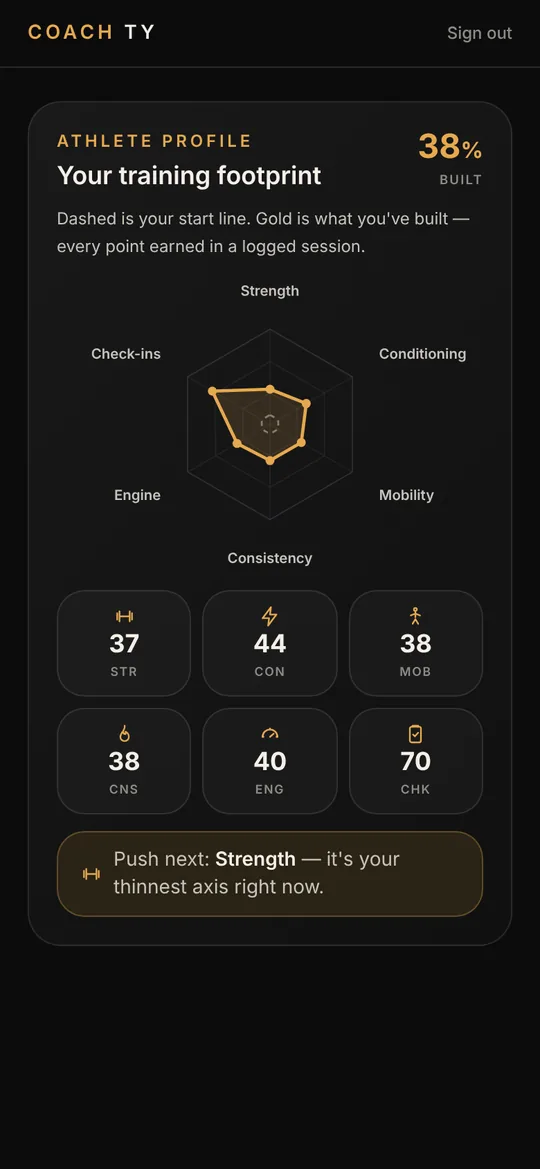 COACH TY
Sign out
ATHLETE PROFILE
Your training footprint
38%
BUILT
Dashed is your start line. Gold is what you've built —
every point earned in a logged session.
Strength
Check-ins
Conditioning
Engine
Mobility
Consistency
37
STR
44
CON
38
MOB
38
CNS
40
ENG
70
CHK
Push next: Strength — it's your
thinnest axis right now.